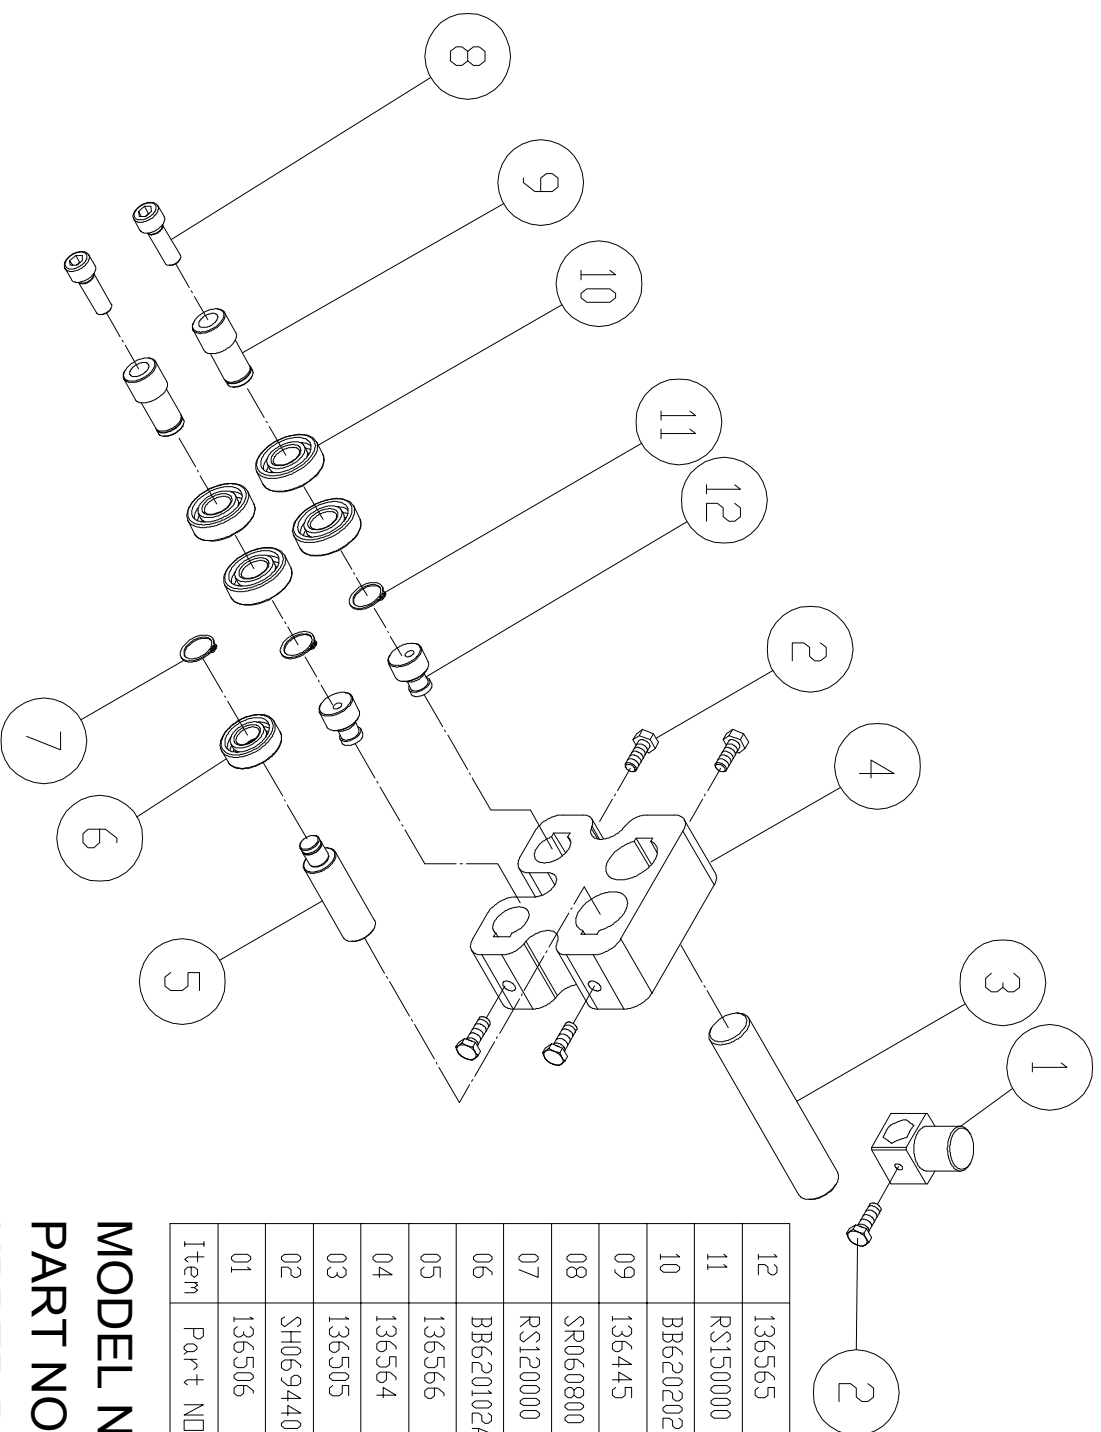 1
3
4
2
2
12
11
10
9
8
5
6
7
12 136565
11 RS150000
10 BB620202
09 136445
08 SR060800
07 RS120000
06 BB620102A
05 136566
04 136564
03 136505
02 SH069440
01 136506
Item Part NO
MODEL N
PART NO